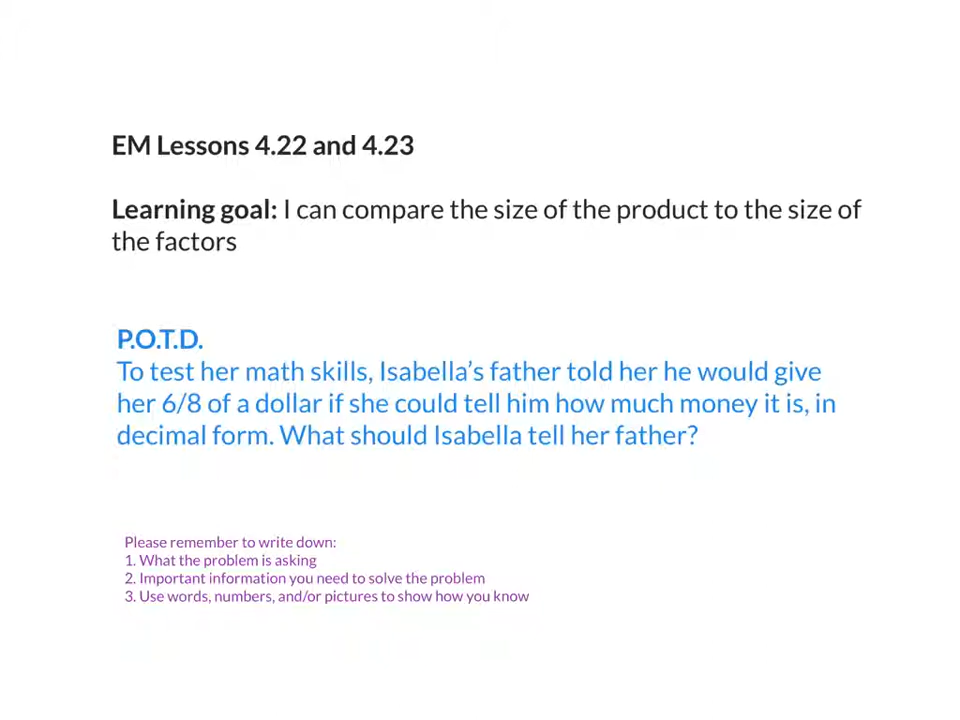 EM Lessons 4.22 and 4.23
Learning goal: I can compare the size of the product to the size of
the factors
P.O.T.D.
To test her math skills, Isabella’s father told her he would give
her 6/8 of a dollar if she could tell him how much money it is, in
decimal form. What should Isabella tell her father?
Please remember to write down:
1. What the problem is asking
2. Important information you need to solve the problem
3. Use words, numbers, and/or pictures to show how you know